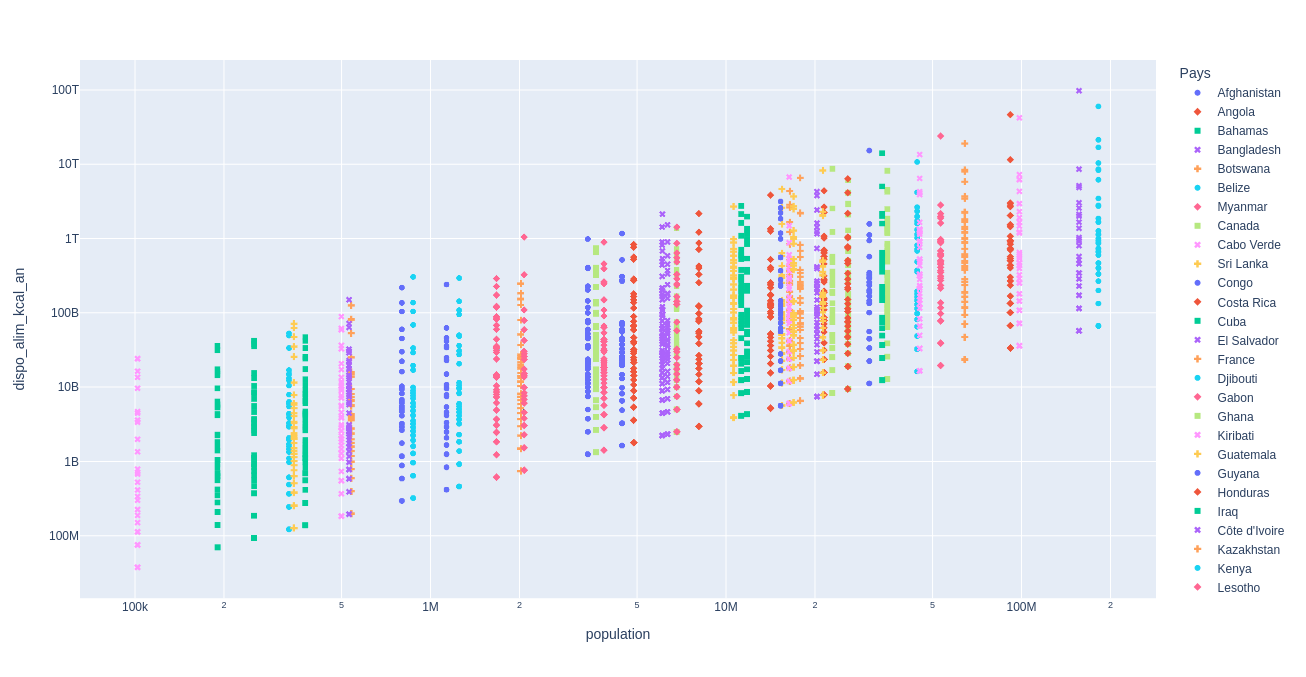 Pays
Afghanistan
Angola
Bahamas
Bangladesh
Botswana
Belize
Myanmar
Canada
Cabo Verde
Sri Lanka
Congo
Costa Rica
Cuba
El Salvador
France
Djibouti
Gabon
Ghana
Kiribati
Guatemala
Guyana
Honduras
Iraq
Côte d'Ivoire
Kazakhstan
Kenya
Lesotho
dispo_alim_kcal_an
100T
10T
1T
100B
10B
1B
100M
100k
2
5
1M
2
5
10M
2
5
100M
2
population